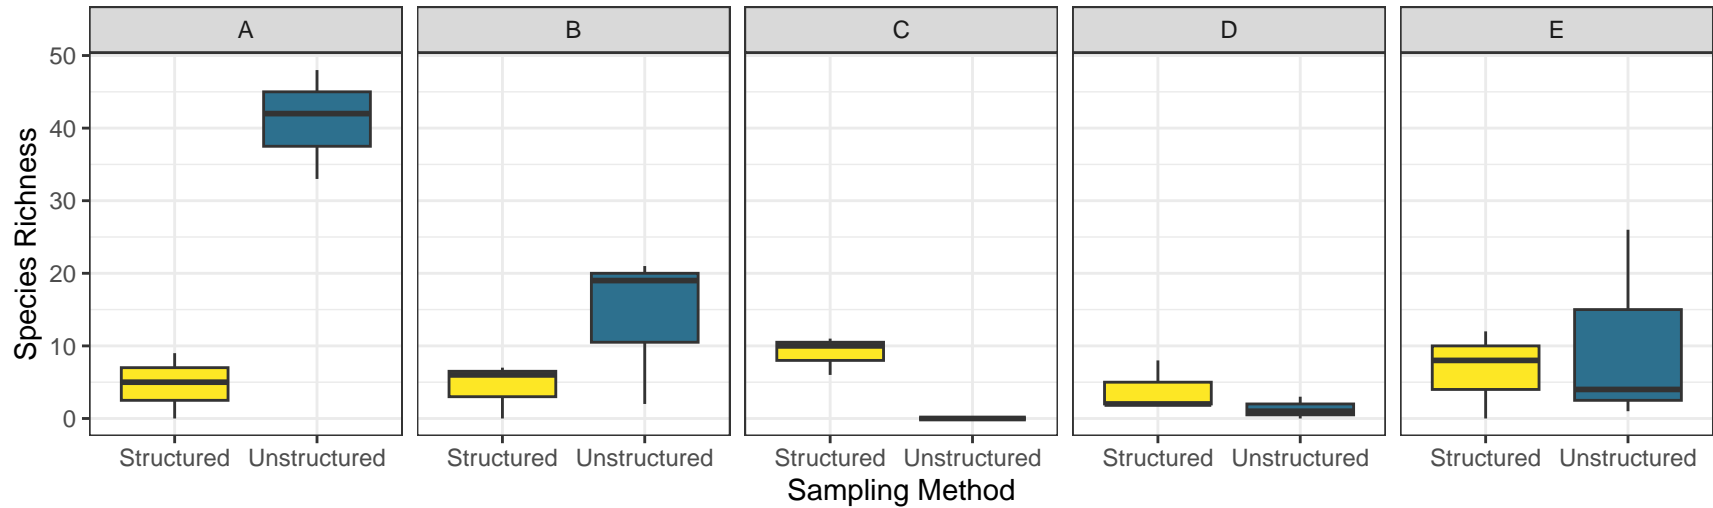 A B C D E
Species Richness
50
40
30
20
10
0
Structured Unstructured Structured Unstructured Structured Unstructured Structured Unstructured Structured Unstructured
Sampling Method